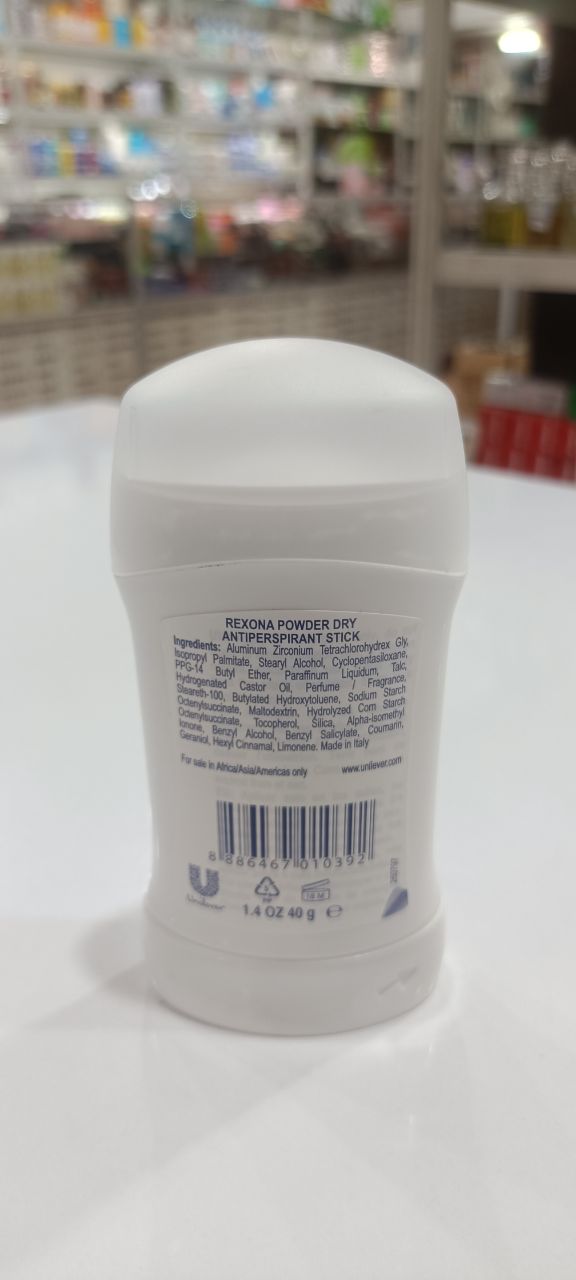 REXONA POWDER DRY
ANTIPERSPIRANT STICK
Ingredients: Aluminum Zirconium Tetrachlorohydrex Gly,
Isopropyl Palmitate, Stearyl Alcohol, Cyclopentasiloxane,
PPG-14 Butyl Ether, Paraffinum Liquidum, Talc,
Hydrogenated Castor Oil, Perfume / Fragrance,
Steareth-100, Butylated Hydroxytoluene, Sodium Starch
Octenylsuccinate, Maltodextrin, Hydrolyzed Corn Starch
Octenylsuccinate, Tocopherol, Silica, Alpha-isomethyl
Ionone, Benzyl Alcohol, Benzyl Salicylate, Coumarin,
Geraniol, Hexyl Cinnamal, Limonene. Made in Italy
For sale in Africa/Asia/Americas only www.unilever.com
8 886467 010392
Unilever
PP
1.4 OZ 40 g ℮